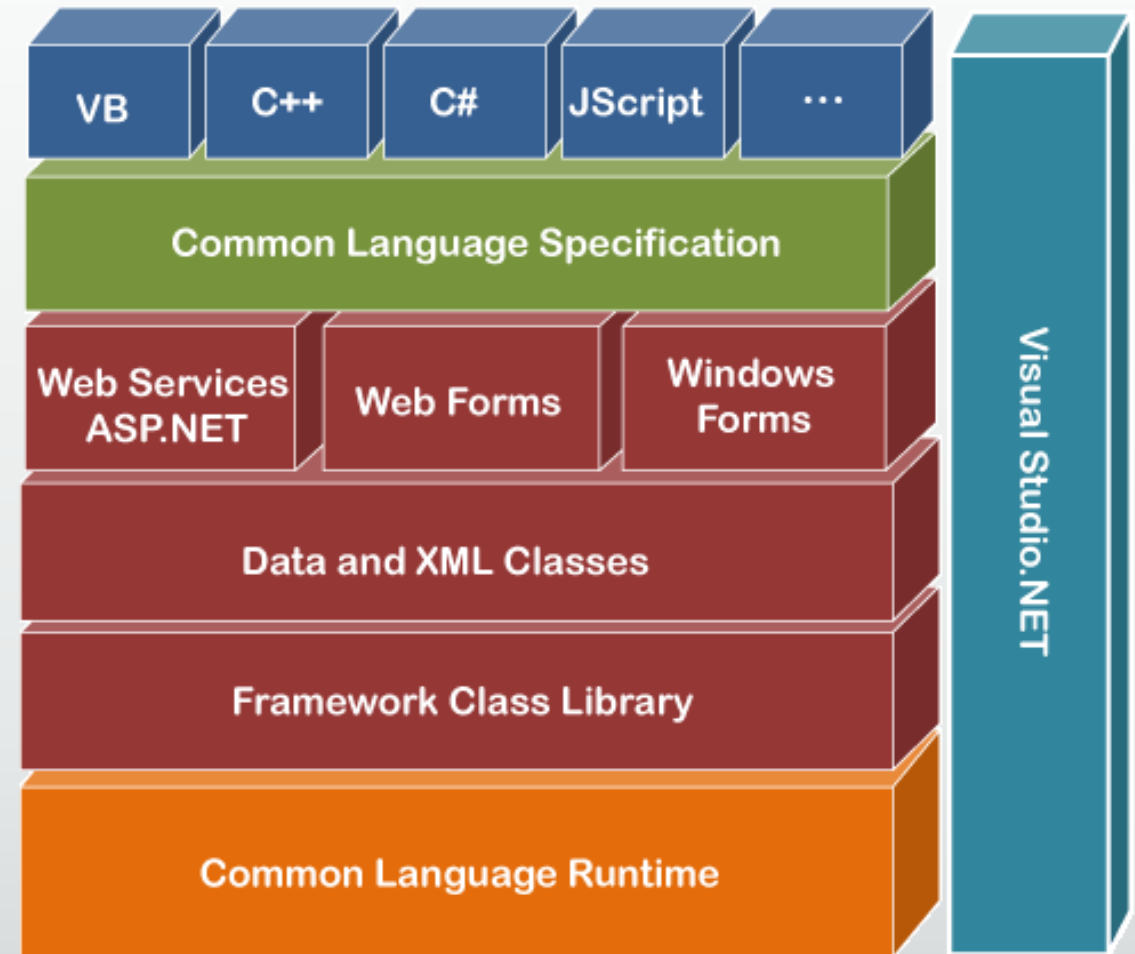 VB
C++
C#
JScript
...
Common Language Specification
Web Services
ASP.NET
Web Forms
Windows
Forms
Data and XML Classes
Framework Class Library
Common Language Runtime
Visual Studio.NET